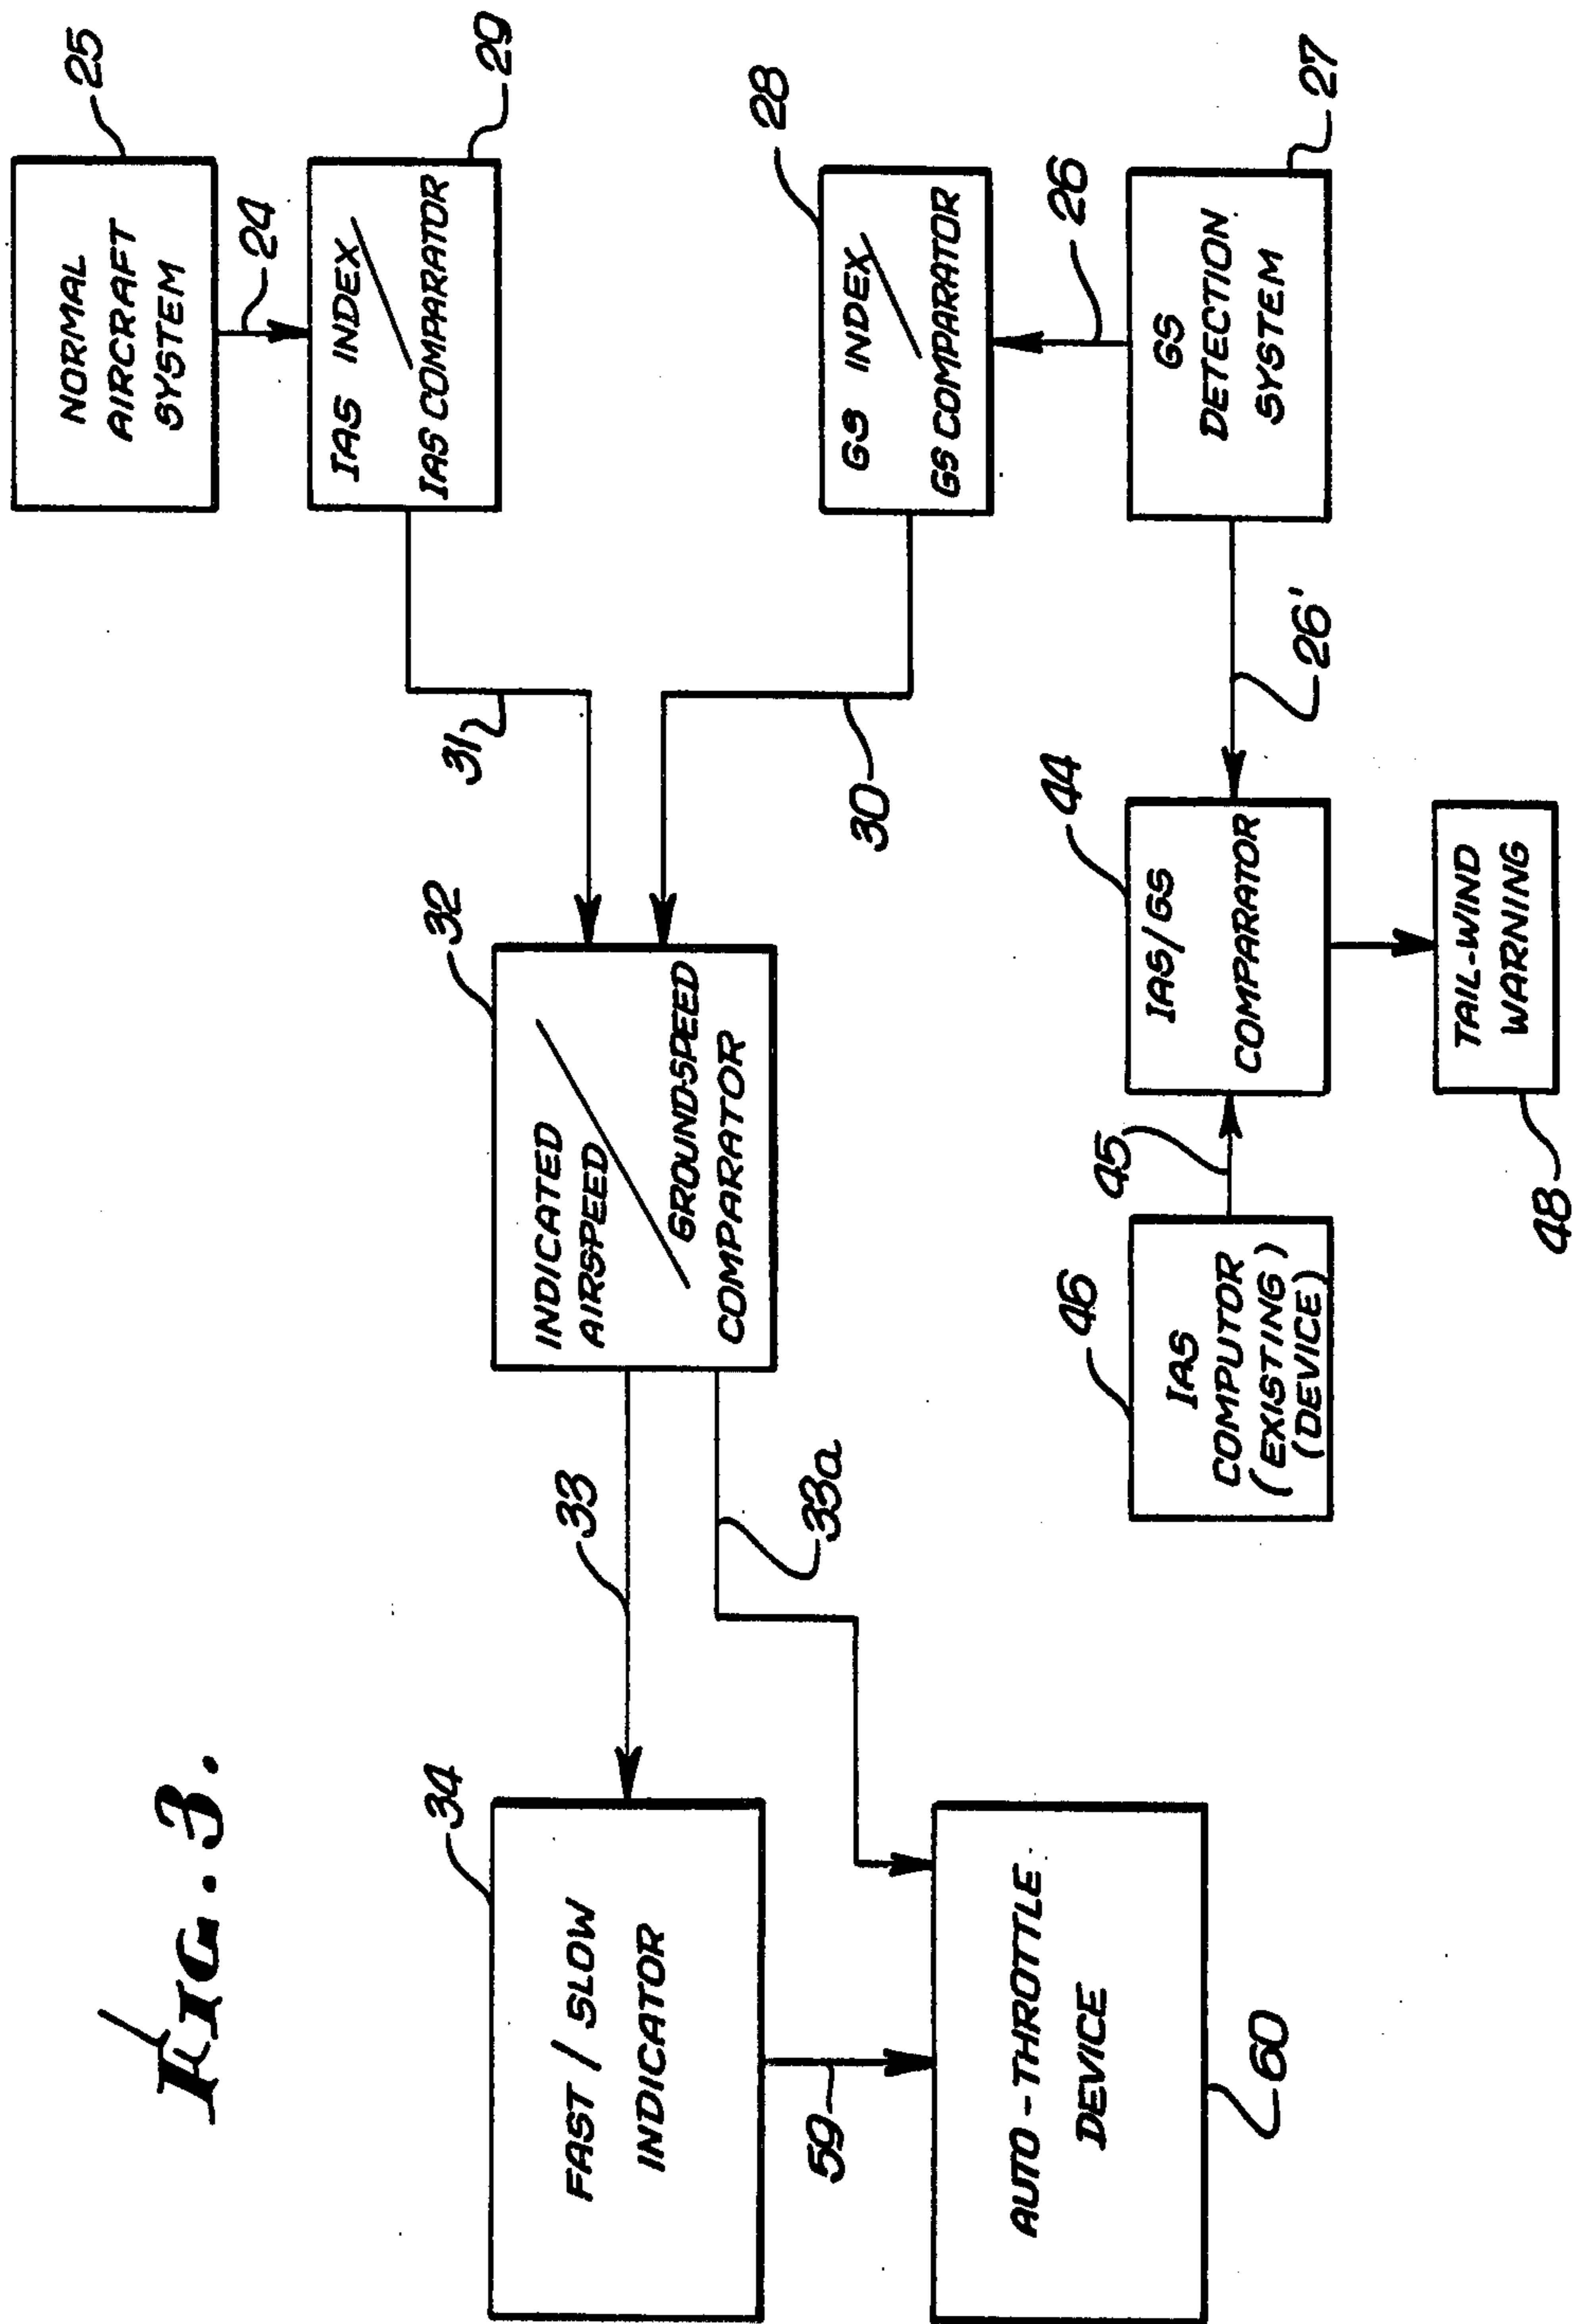 Fig. 3.
34
FAST / SLOW
INDICATOR
59
AUTO-THROTTLE
DEVICE
60
33
33a
32
INDICATED
AIRSPEED
GROUNDSPEED
COMPARATOR
31
30
NORMAL
AIRCRAFT
SYSTEM
25
24
IAS INDEX/
IAS COMPARATOR
29
28
GS INDEX/
GS COMPARATOR
26
GS
DETECTION
SYSTEM
27
26'
44
IAS/GS
COMPARATOR
45
46
IAS
COMPUTOR
(EXISTING)
(DEVICE)
TAIL-WIND
WARNING
48